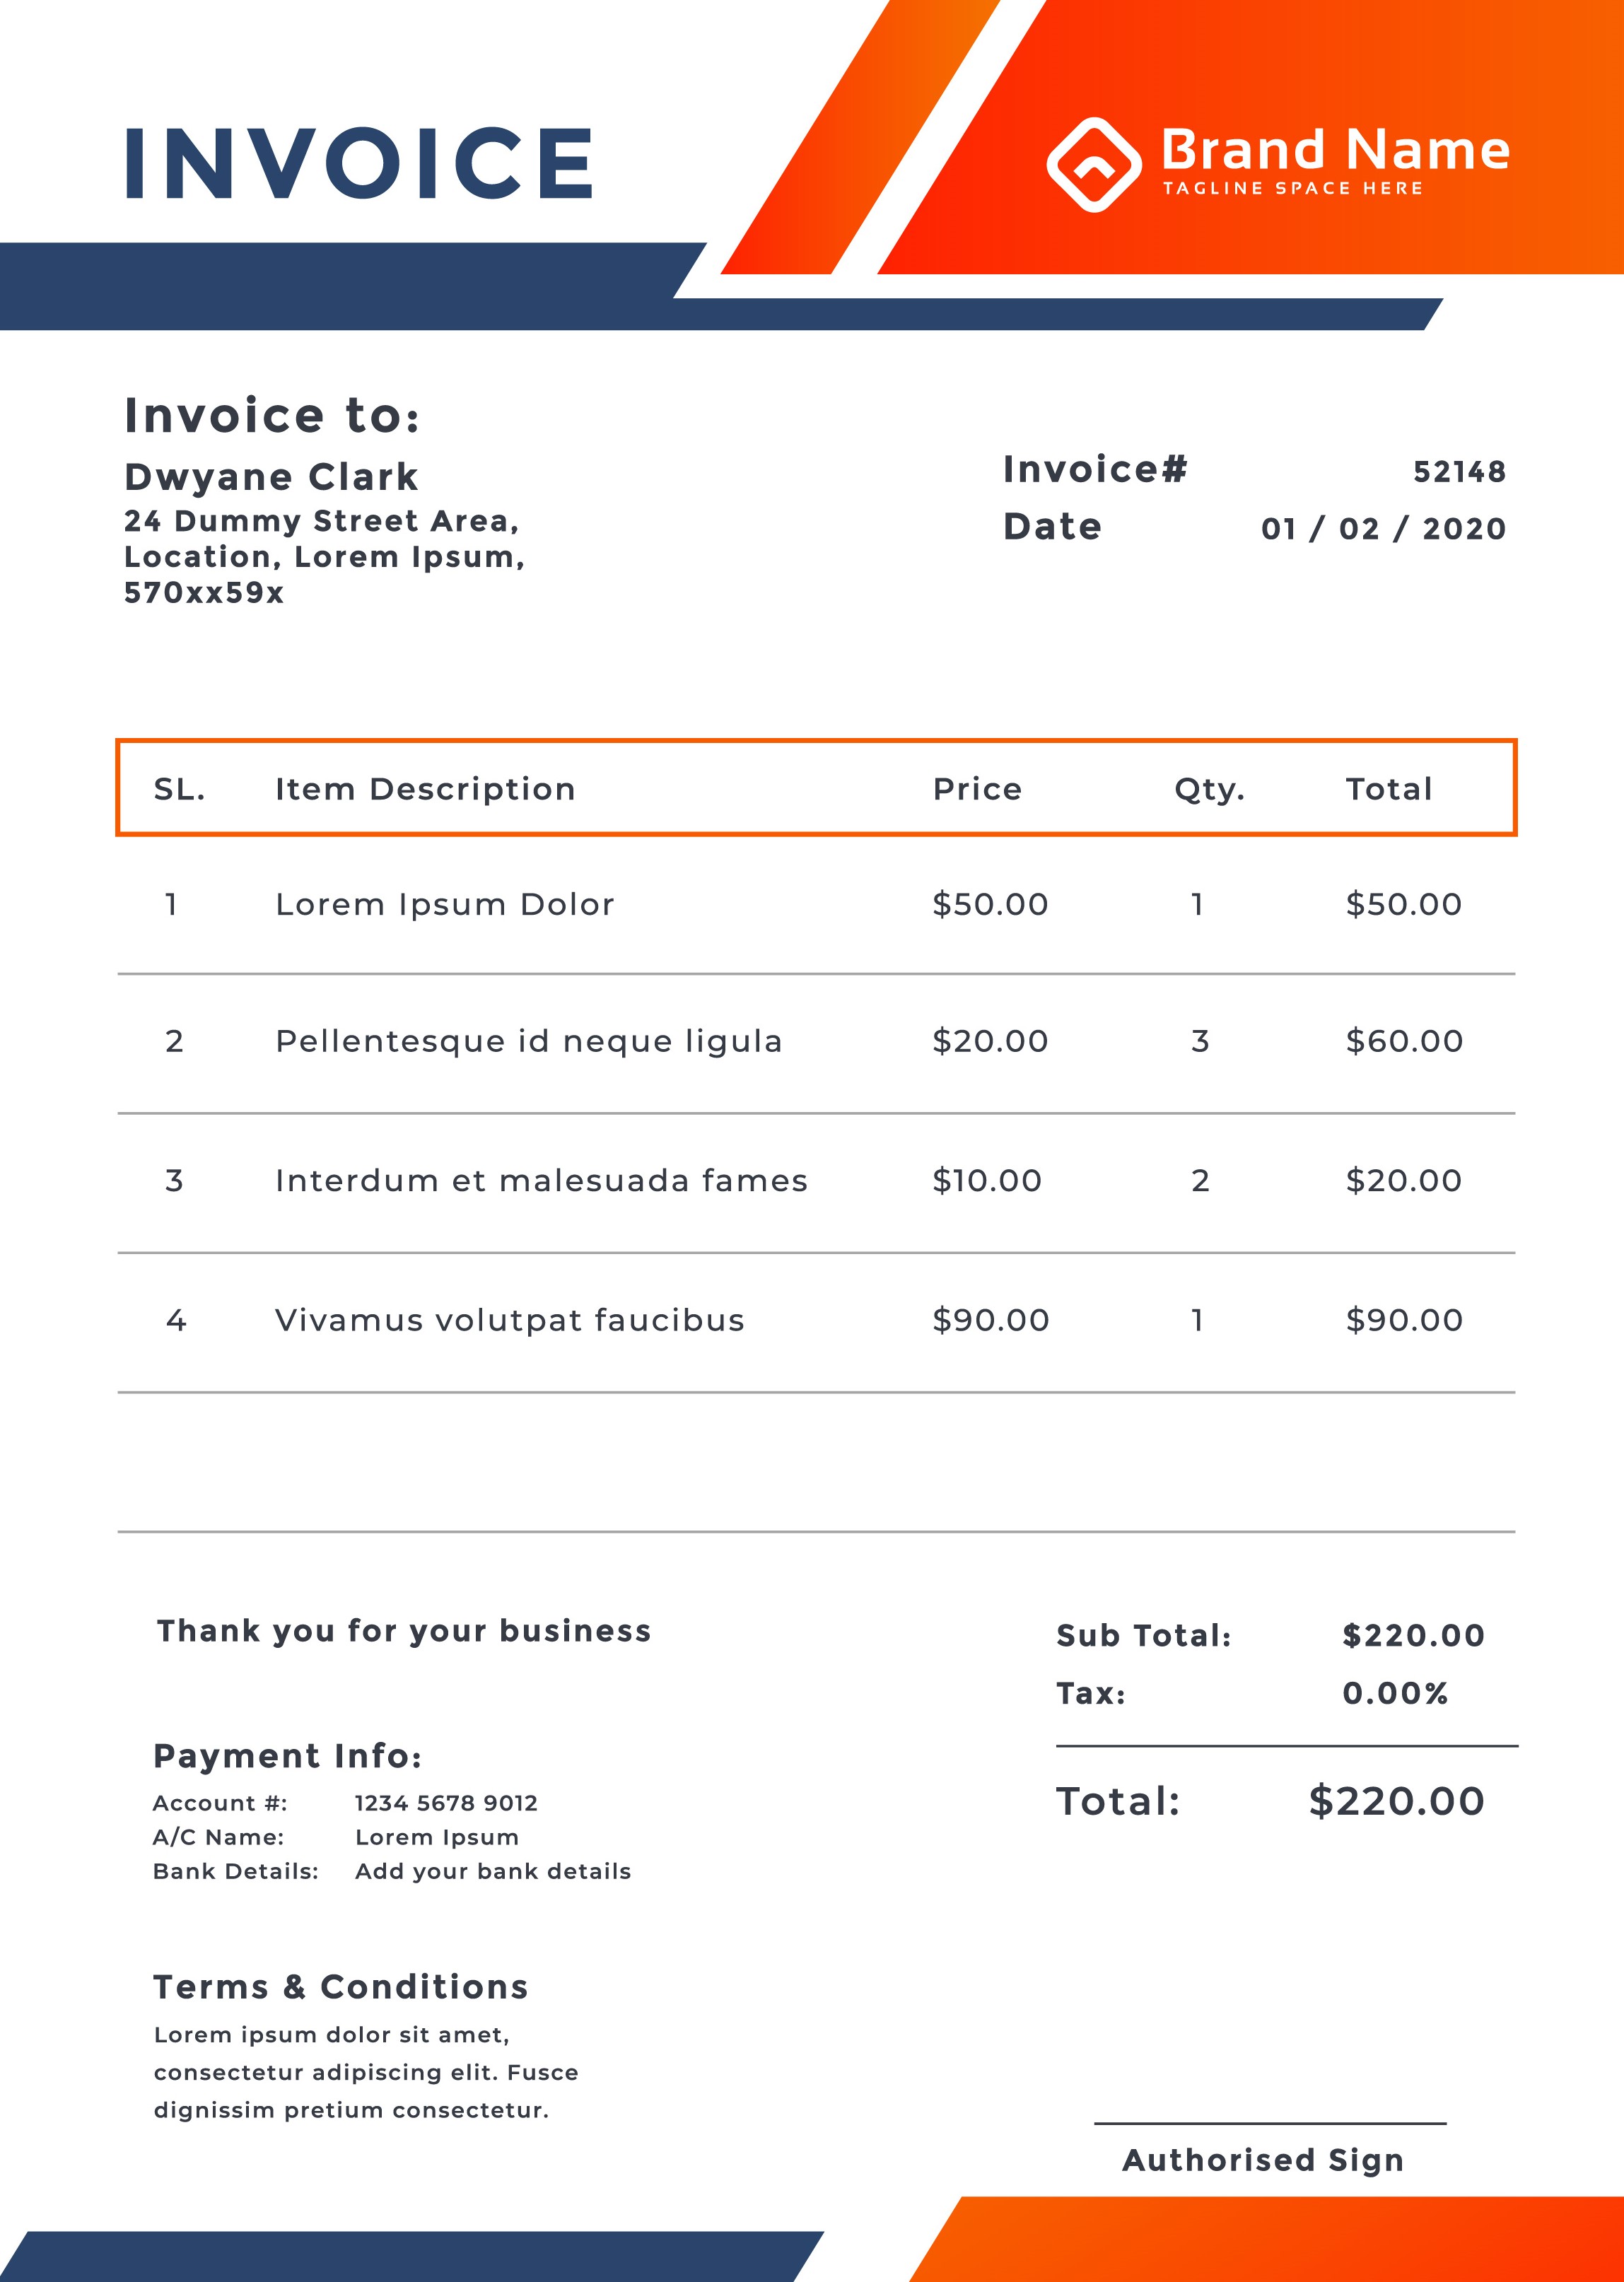 INVOICE
Brand Name
TAGLINE SPACE HERE
Invoice to:
Dwyane Clark
24 Dummy Street Area,
Location, Lorem Ipsum,
570xx59x
Invoice# 52148
Date 01 / 02 / 2020
SL. Item Description Price Qty. Total
1 Lorem Ipsum Dolor $50.00 1 $50.00
2 Pellentesque id neque ligula $20.00 3 $60.00
3 Interdum et malesuada fames $10.00 2 $20.00
4 Vivamus volutpat faucibus $90.00 1 $90.00
Thank you for your business
Sub Total: $220.00
Tax: 0.00%
Total: $220.00
Payment Info:
Account #: 1234 5678 9012
A/C Name: Lorem Ipsum
Bank Details: Add your bank details
Terms & Conditions
Lorem ipsum dolor sit amet,
consectetur adipiscing elit. Fusce
dignissim pretium consectetur.
Authorised Sign